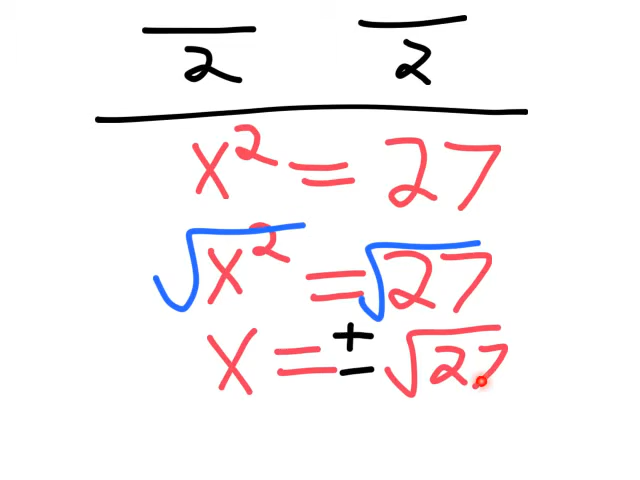 2 2
x² = 27
√x² = √27
x = ± √27